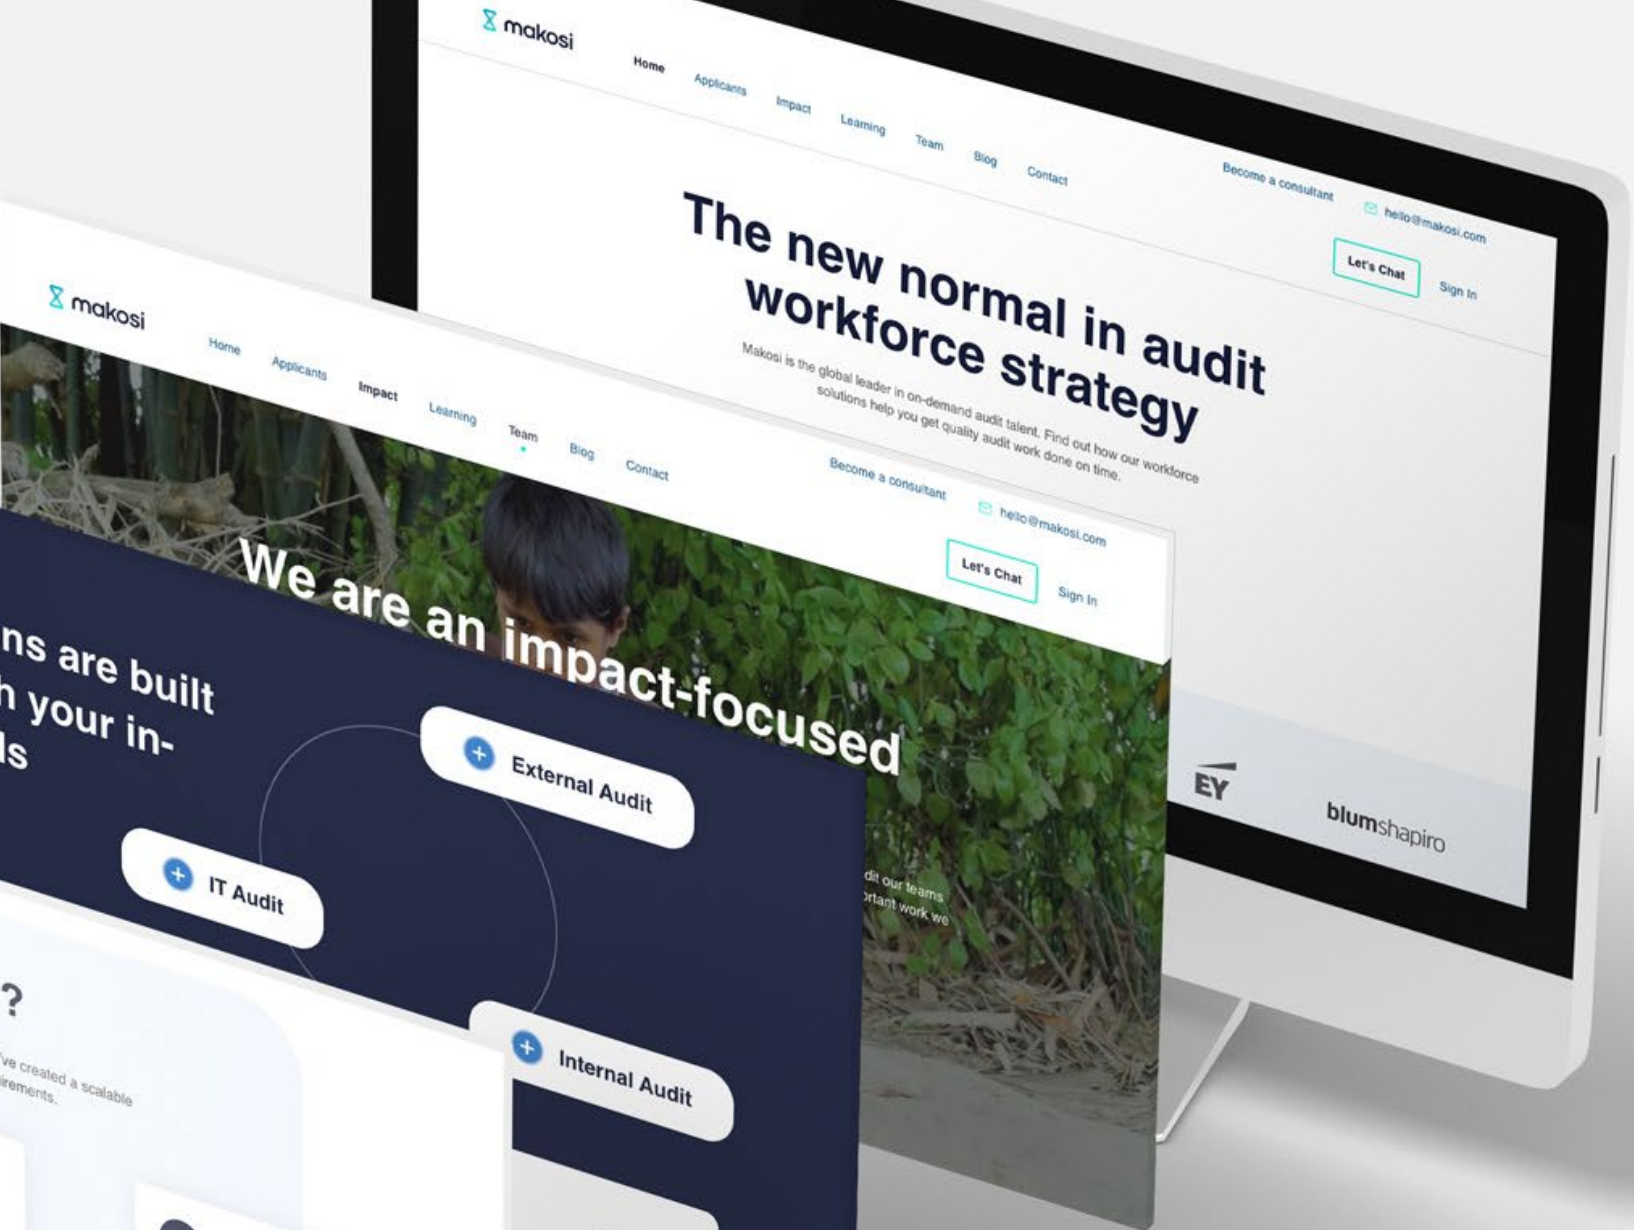 makosi
Home
Applicants
Impact
Learning
Team
Blog
Contact
Become a consultant
hello@makosi.com
Let's Chat
Sign In
The new normal in audit
workforce strategy
Makosi is the global leader in on-demand audit talent. Find out how our workforce
solutions help you get quality audit work done on time.
EY
blumshapiro
makosi
Home
Applicants
Impact
Learning
Team
Blog
Contact
Become a consultant
hello@makosi.com
Let's Chat
Sign In
We are an impact-focused
dit our teams
ortant work we
ns are built
h your in-
ls
External Audit
IT Audit
Internal Audit
?
've created a scalable
irements.